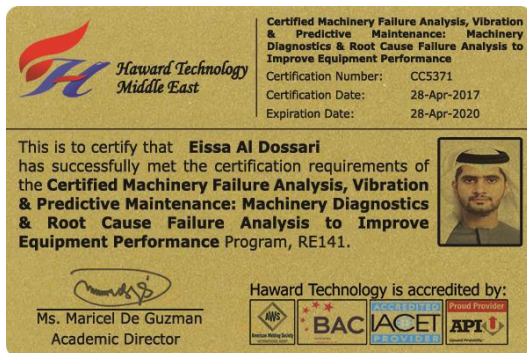 Haward Technology
Middle East
Certified Machinery Failure Analysis, Vibration
& Predictive Maintenance: Machinery
Diagnostics & Root Cause Failure Analysis to
Improve Equipment Performance
Certification Number: CC5371
Certification Date: 28-Apr-2017
Expiration Date: 28-Apr-2020
This is to certify that Eissa Al Dossari
has successfully met the certification requirements of
the Certified Machinery Failure Analysis, Vibration
& Predictive Maintenance: Machinery Diagnostics
& Root Cause Failure Analysis to Improve
Equipment Performance Program, RE141.
Ms. Maricel De Guzman
Academic Director
Haward Technology is accredited by:
AWS
American Welding Society
BAC
ACCREDITED
IACET
PROVIDER
Proud Provider
API U